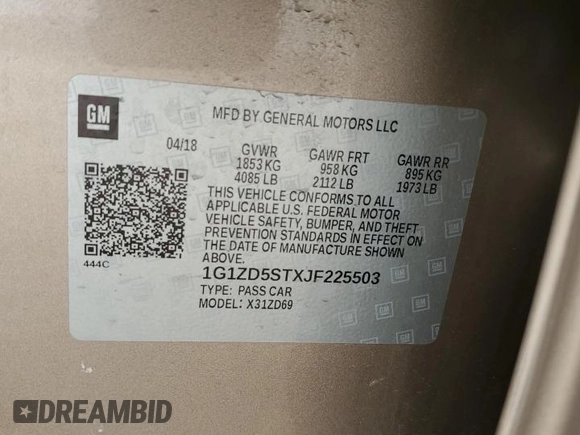 GM
MFD BY GENERAL MOTORS LLC
04/18 GVWR GAWR FRT GAWR RR
1853 KG 958 KG 895 KG
4085 LB 2112 LB 1973 LB
THIS VEHICLE CONFORMS TO ALL
APPLICABLE U.S. FEDERAL MOTOR
VEHICLE SAFETY, BUMPER, AND THEFT
PREVENTION STANDARDS IN EFFECT ON
THE DATE OF MANUFACTURE SHOWN
ABOVE.
444C
1G1ZD5STXJF225503
TYPE: PASS CAR
MODEL: X31ZD69
DREAMBID